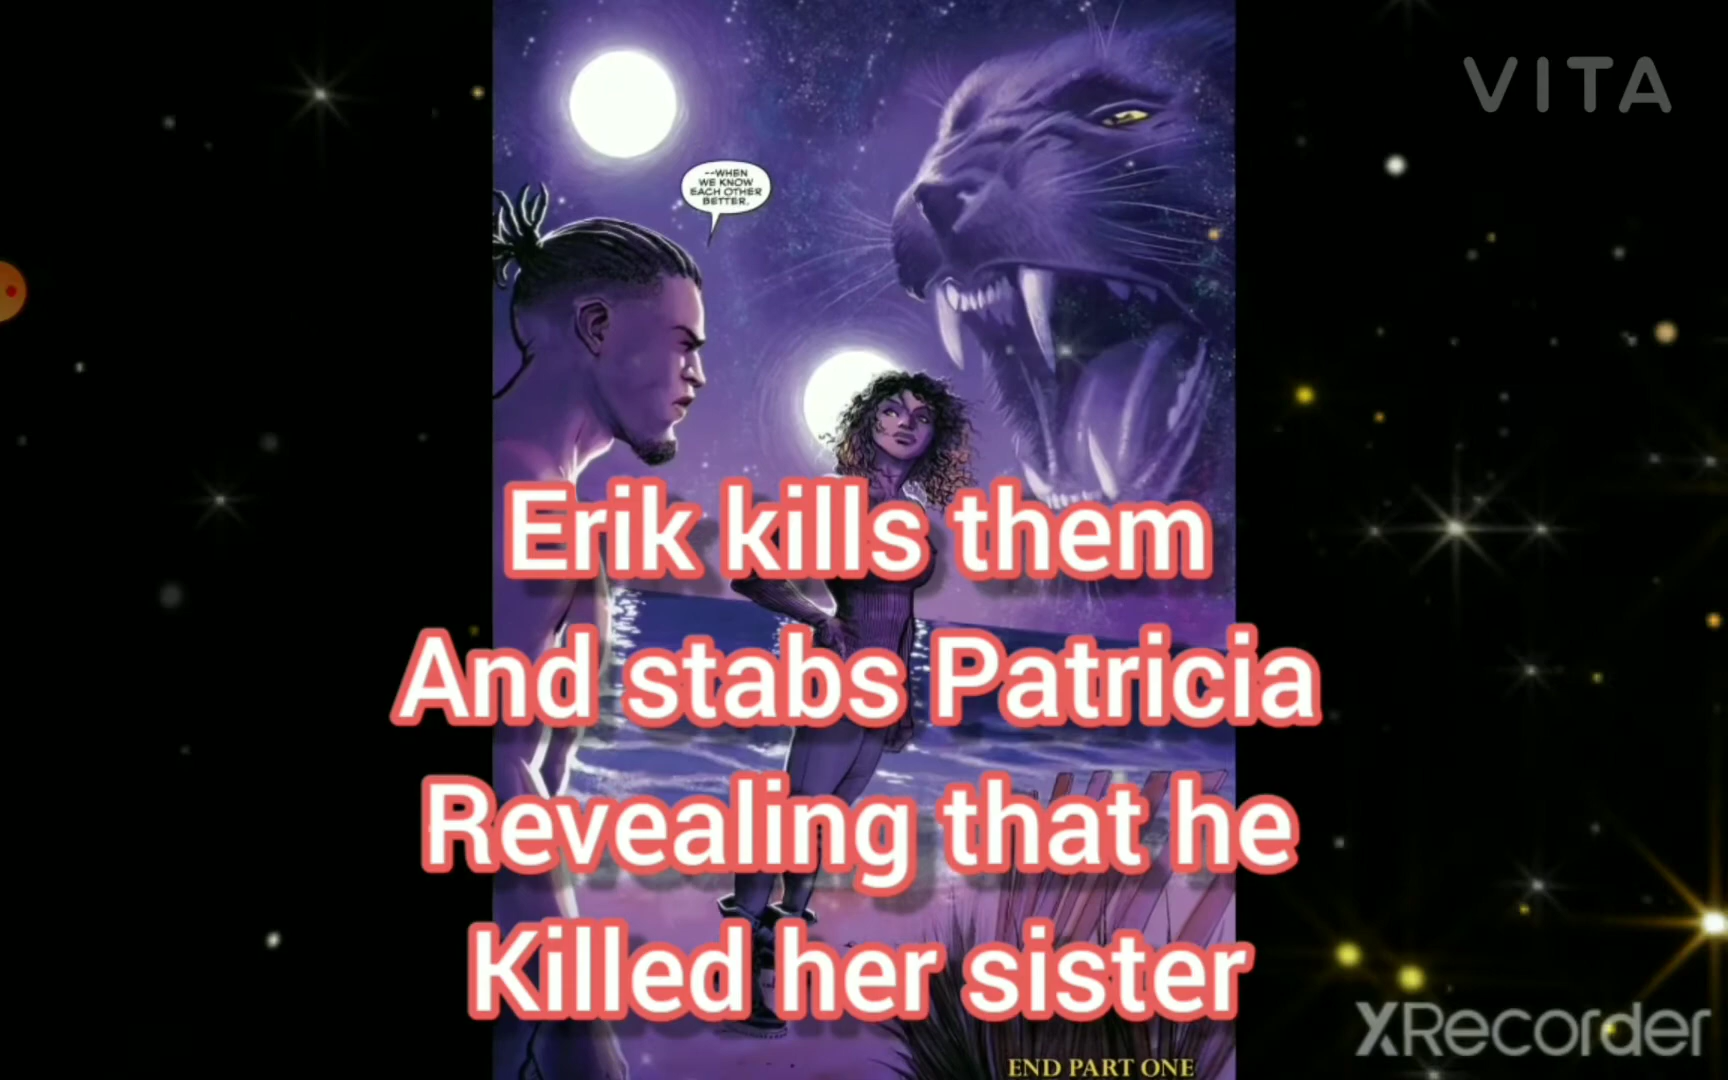 VITA
--WHEN
WE KNOW
EACH OTHER
BETTER.
Erik kills them
And stabs Patricia
Revealing that he
Killed her sister
XRecorder
END PART ONE